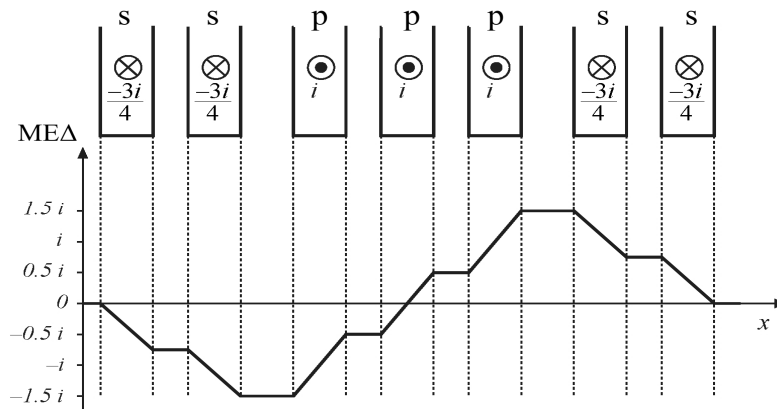 s s p p p s s
-3i/4 -3i/4 i i i -3i/4 -3i/4
MEΔ
1.5 i
i
0.5 i
0
x
–0.5 i
–i
–1.5 i